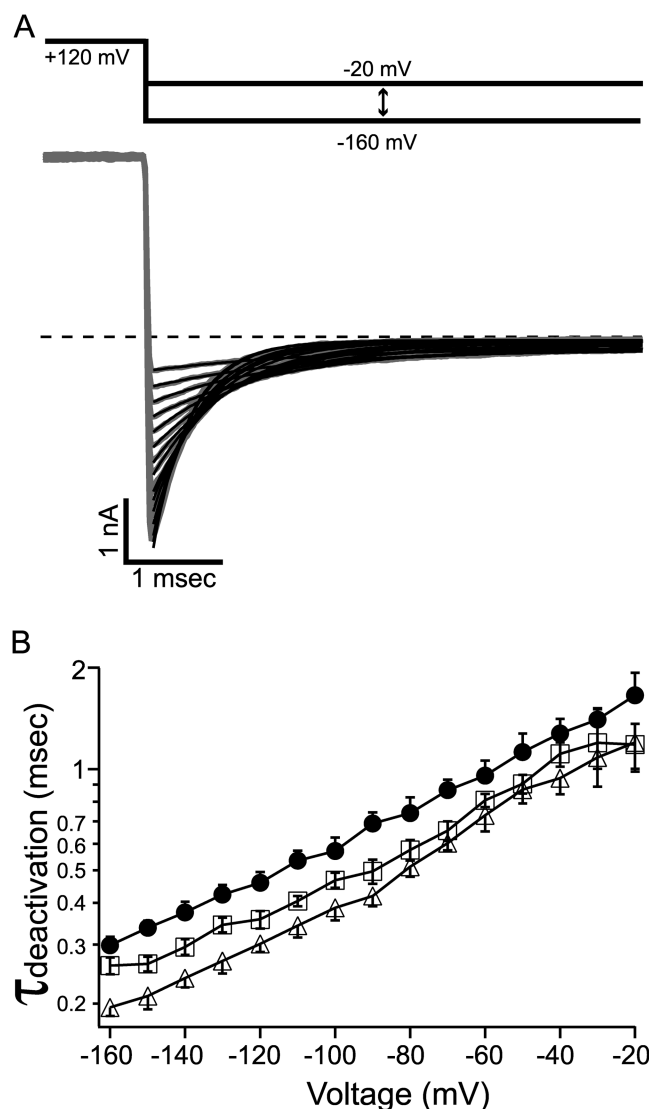 A
+120 mV
-20 mV
-160 mV
1 nA
1 msec
B
τdeactivation (msec)
2
1
0.7
0.6
0.5
0.4
0.3
0.2
-160 -140 -120 -100 -80 -60 -40 -20
Voltage (mV)